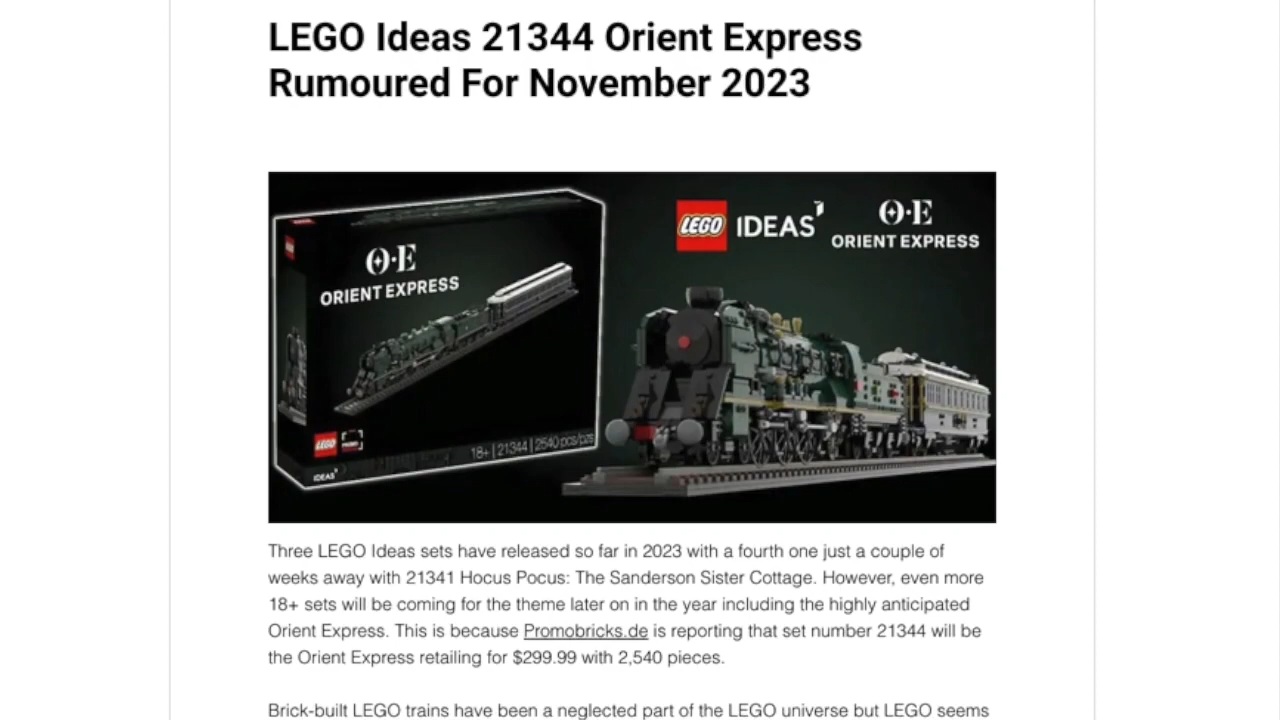 LEGO Ideas 21344 Orient Express
Rumoured For November 2023
O·E
ORIENT EXPRESS
LEGO
18+ | 21344 | 2540 pcs/pzs
IDEAS
LEGO IDEAS
O·E
ORIENT EXPRESS
Three LEGO Ideas sets have released so far in 2023 with a fourth one just a couple of
weeks away with 21341 Hocus Pocus: The Sanderson Sister Cottage. However, even more
18+ sets will be coming for the theme later on in the year including the highly anticipated
Orient Express. This is because Promobricks.de is reporting that set number 21344 will be
the Orient Express retailing for $299.99 with 2,540 pieces.
Brick-built LEGO trains have been a neglected part of the LEGO universe but LEGO seems